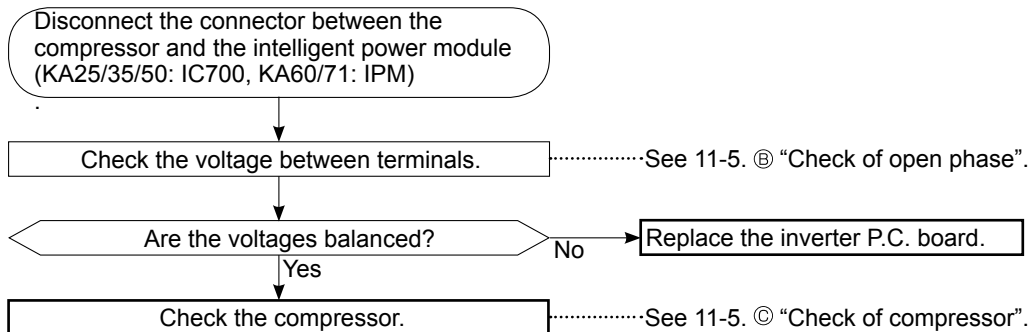 Disconnect the connector between the
compressor and the intelligent power module
(KA25/35/50: IC700, KA60/71: IPM)
.
Check the voltage between terminals.
See 11-5. Ⓑ “Check of open phase”.
Are the voltages balanced?
No
Replace the inverter P.C. board.
Yes
Check the compressor.
See 11-5. Ⓒ “Check of compressor”.